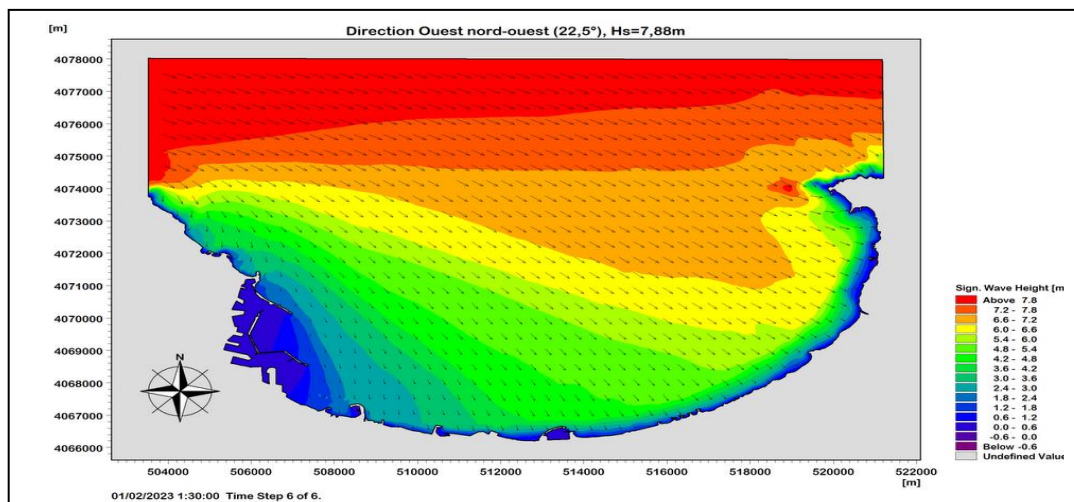 Direction Ouest nord-ouest (22,5°), Hs=7,88m
[m]
4078000
4077000
4076000
4075000
4074000
4073000
4072000
4071000
4070000
4069000
4068000
4067000
4066000
N
504000 506000 508000 510000 512000 514000 516000 518000 520000 522000
[m]
Sign. Wave Height [m
Above 7.8
7.2 - 7.8
6.6 - 7.2
6.0 - 6.6
5.4 - 6.0
4.8 - 5.4
4.2 - 4.8
3.6 - 4.2
3.0 - 3.6
2.4 - 3.0
1.8 - 2.4
1.2 - 1.8
0.6 - 1.2
0.0 - 0.6
-0.6 - 0.0
Below -0.6
Undefined Value
01/02/2023 1:30:00 Time Step 6 of 6.